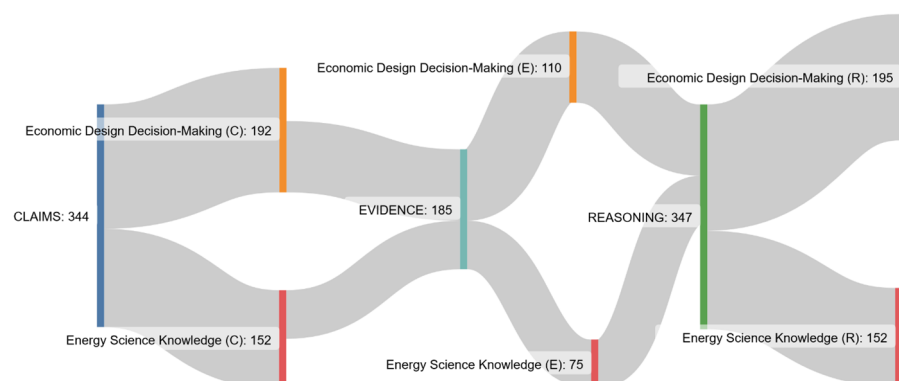 Economic Design Decision-Making (E): 110
Economic Design Decision-Making (R): 195
Economic Design Decision-Making (C): 192
EVIDENCE: 185
CLAIMS: 344
REASONING: 347
Energy Science Knowledge (C): 152
Energy Science Knowledge (R): 152
Energy Science Knowledge (E): 75